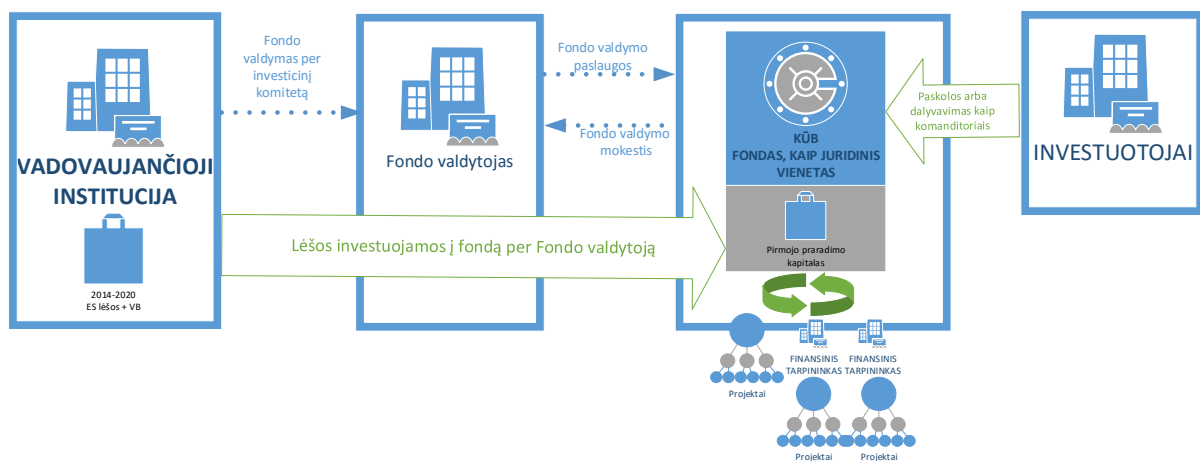 VADOVAUJANČIOJI
INSTITUCIJA
2014-2020
ES lėšos + VB
Fondo
valdymas per
investicinį
komitetą
Fondo valdytojas
Fondo valdymo
paslaugos
Fondo valdymo
mokestis
Lėšos investuojamos į fondą per Fondo valdytoją
KŪB
FONDAS, KAIP JURIDINIS
VIENETAS
Pirmojo praradimo
kapitalas
Paskolos arba
dalyvavimas kaip
komanditoriais
INVESTUOTOJAI
Projektai
FINANSINIS
TARPININKAS
Projektai
FINANSINIS
TARPININKAS
Projektai